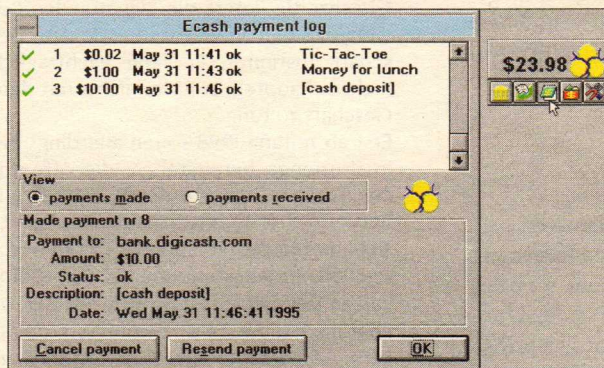 Ecash payment log
1 $0.02 May 31 11:41 ok Tic-Tac-Toe
2 $1.00 May 31 11:43 ok Money for lunch
3 $10.00 May 31 11:46 ok [cash deposit]
$23.98
View
payments made payments received
Made payment nr 8
Payment to: bank.digicash.com
Amount: $10.00
Status: ok
Description: [cash deposit]
Date: Wed May 31 11:46:41 1995
Cancel payment Resend payment OK